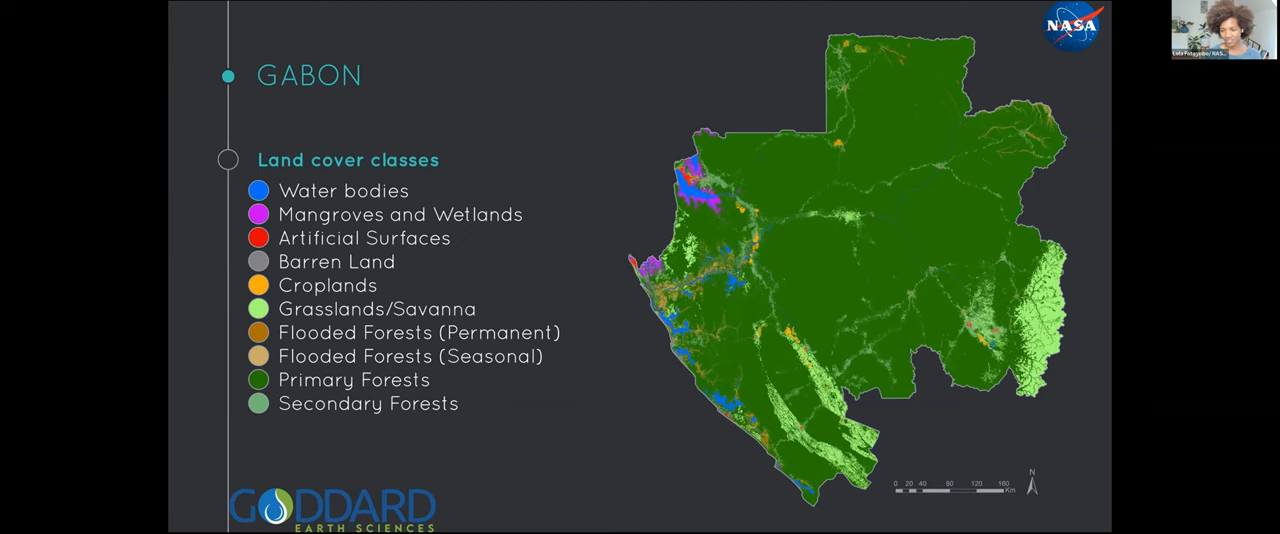 GABON
NASA
Land cover classes
Water bodies
Mangroves and Wetlands
Artificial Surfaces
Barren Land
Croplands
Grasslands/Savanna
Flooded Forests (Permanent)
Flooded Forests (Seasonal)
Primary Forests
Secondary Forests
N
0 20 40 80 120 160
Km
GODDARD
EARTH SCIENCES